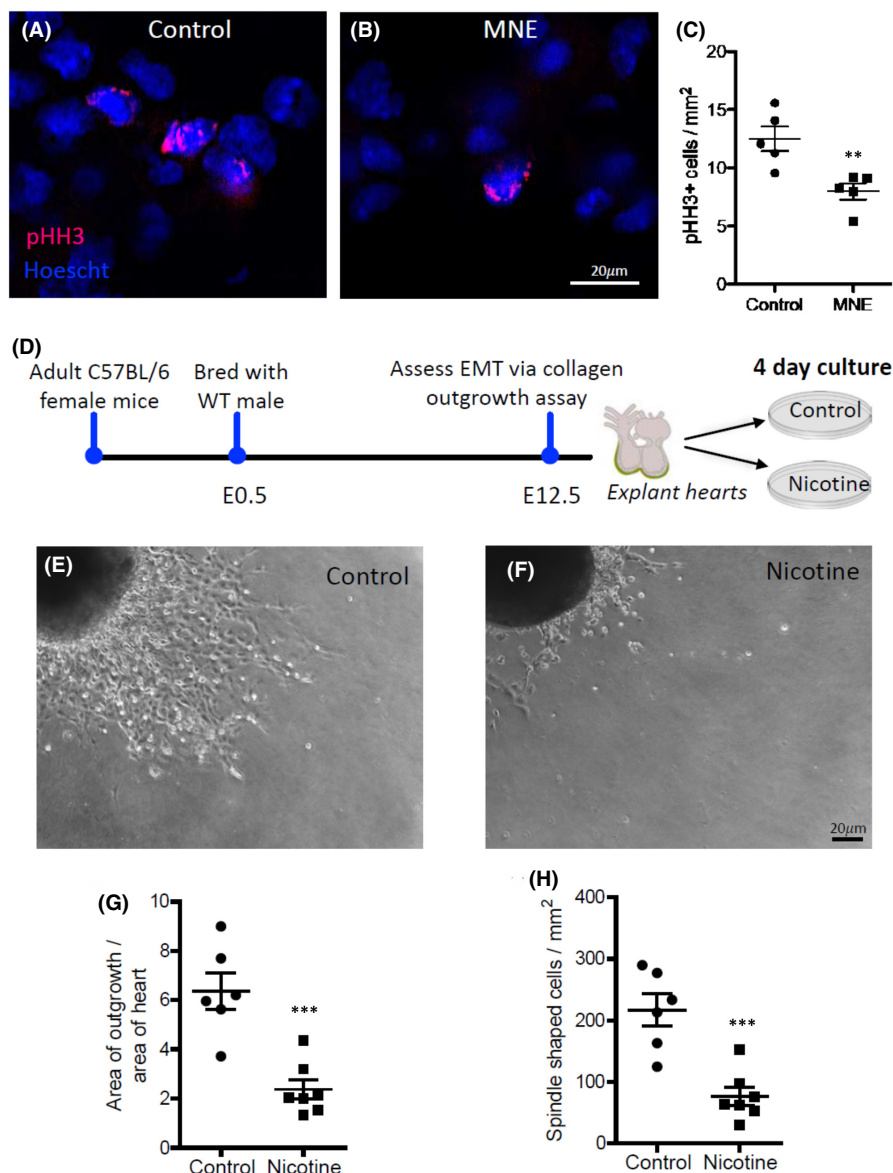 (A) Control
pHH3
Hoescht
(B) MNE
20μm
(C)
pHH3+ cells / mm²
20
15
10
5
0
**
Control MNE
(D)
Adult C57BL/6
female mice
Bred with
WT male
Assess EMT via collagen
outgrowth assay
4 day culture
Control
Nicotine
E0.5
E12.5
Explant hearts
(E) Control
(F) Nicotine
20μm
(G)
Area of outgrowth /
area of heart
10
8
6
4
2
0
***
Control Nicotine
(H)
Spindle shaped cells / mm²
400
300
200
100
0
***
Control Nicotine